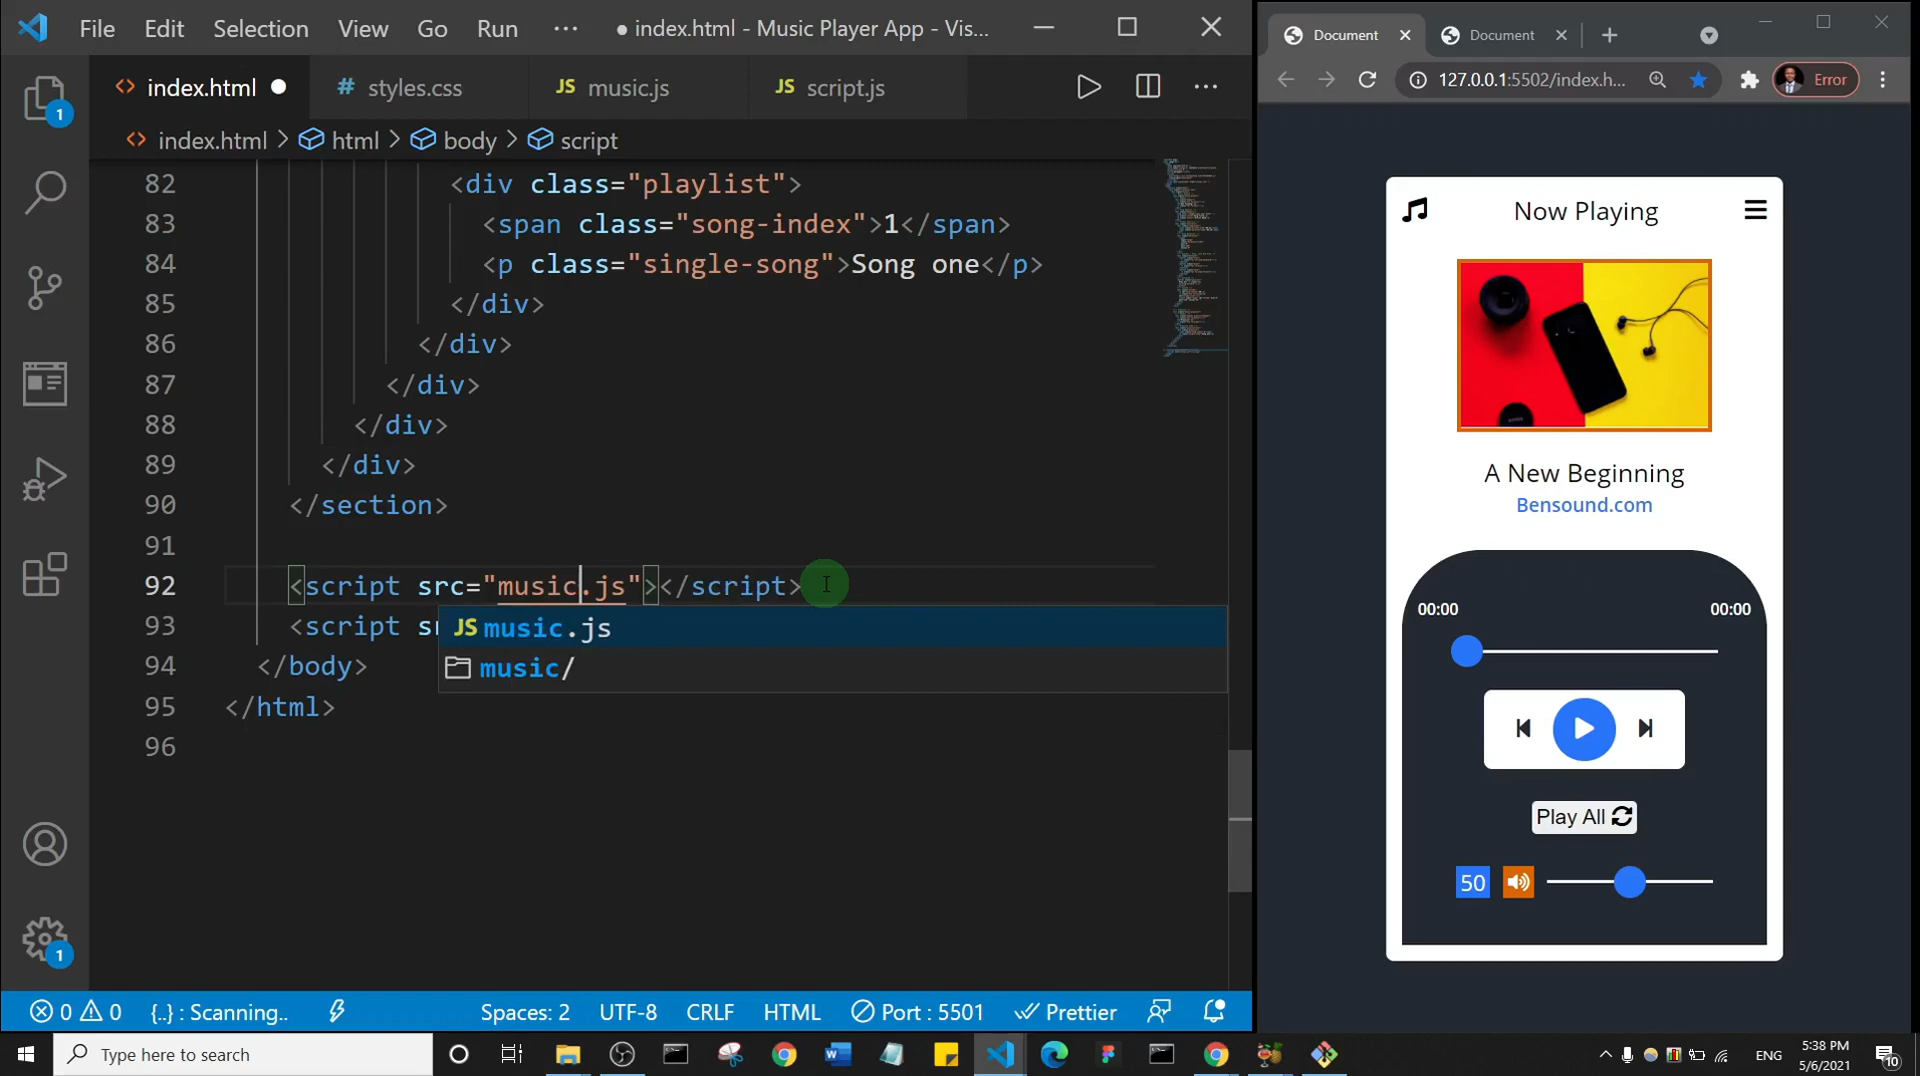 File Edit Selection View Go Run ··· ● index.html - Music Player App - Vis...
index.html ● # styles.css JS music.js JS script.js
index.html > html > body > script
82 <div class="playlist">
83 <span class="song-index">1</span>
84 <p class="single-song">Song one</p>
85 </div>
86 </div>
87 </div>
88 </div>
89 </div>
90 </section>
91
92 <script src="music.js"></script>
93 <script sr
JS music.js
music/
94 </body>
95 </html>
96
1
1
0 0 {..} : Scanning.. Spaces: 2 UTF-8 CRLF HTML Port : 5501 Prettier
Document Document
127.0.0.1:5502/index.h... Error
Now Playing
A New Beginning
Bensound.com
00:00 00:00
Play All
50
Type here to search
ENG 5:38 PM
5/6/2021
10